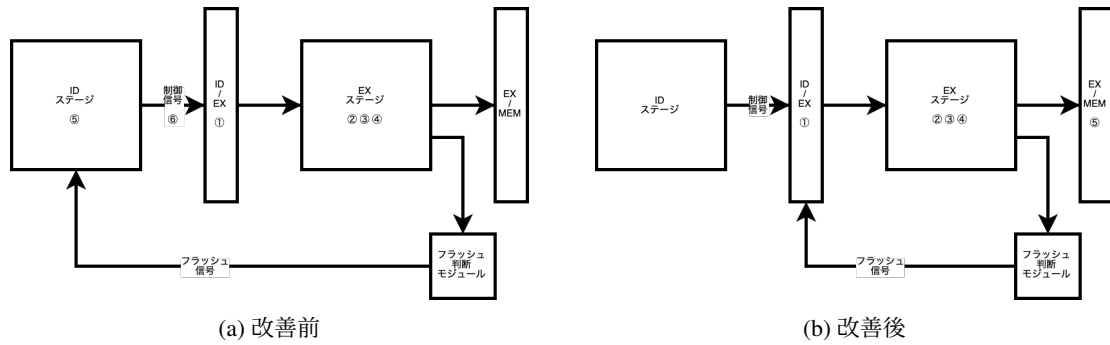 ID
ステージ
⑤
制御
信号
⑥
ID
/
EX
①
EX
ステージ
②③④
EX
/
MEM
フラッシュ
信号
フラッシュ
判断
モジュール
(a) 改善前
ID
ステージ
制御
信号
ID
/
EX
①
EX
ステージ
②③④
EX
/
MEM
⑤
フラッシュ
信号
フラッシュ
判断
モジュール
(b) 改善後